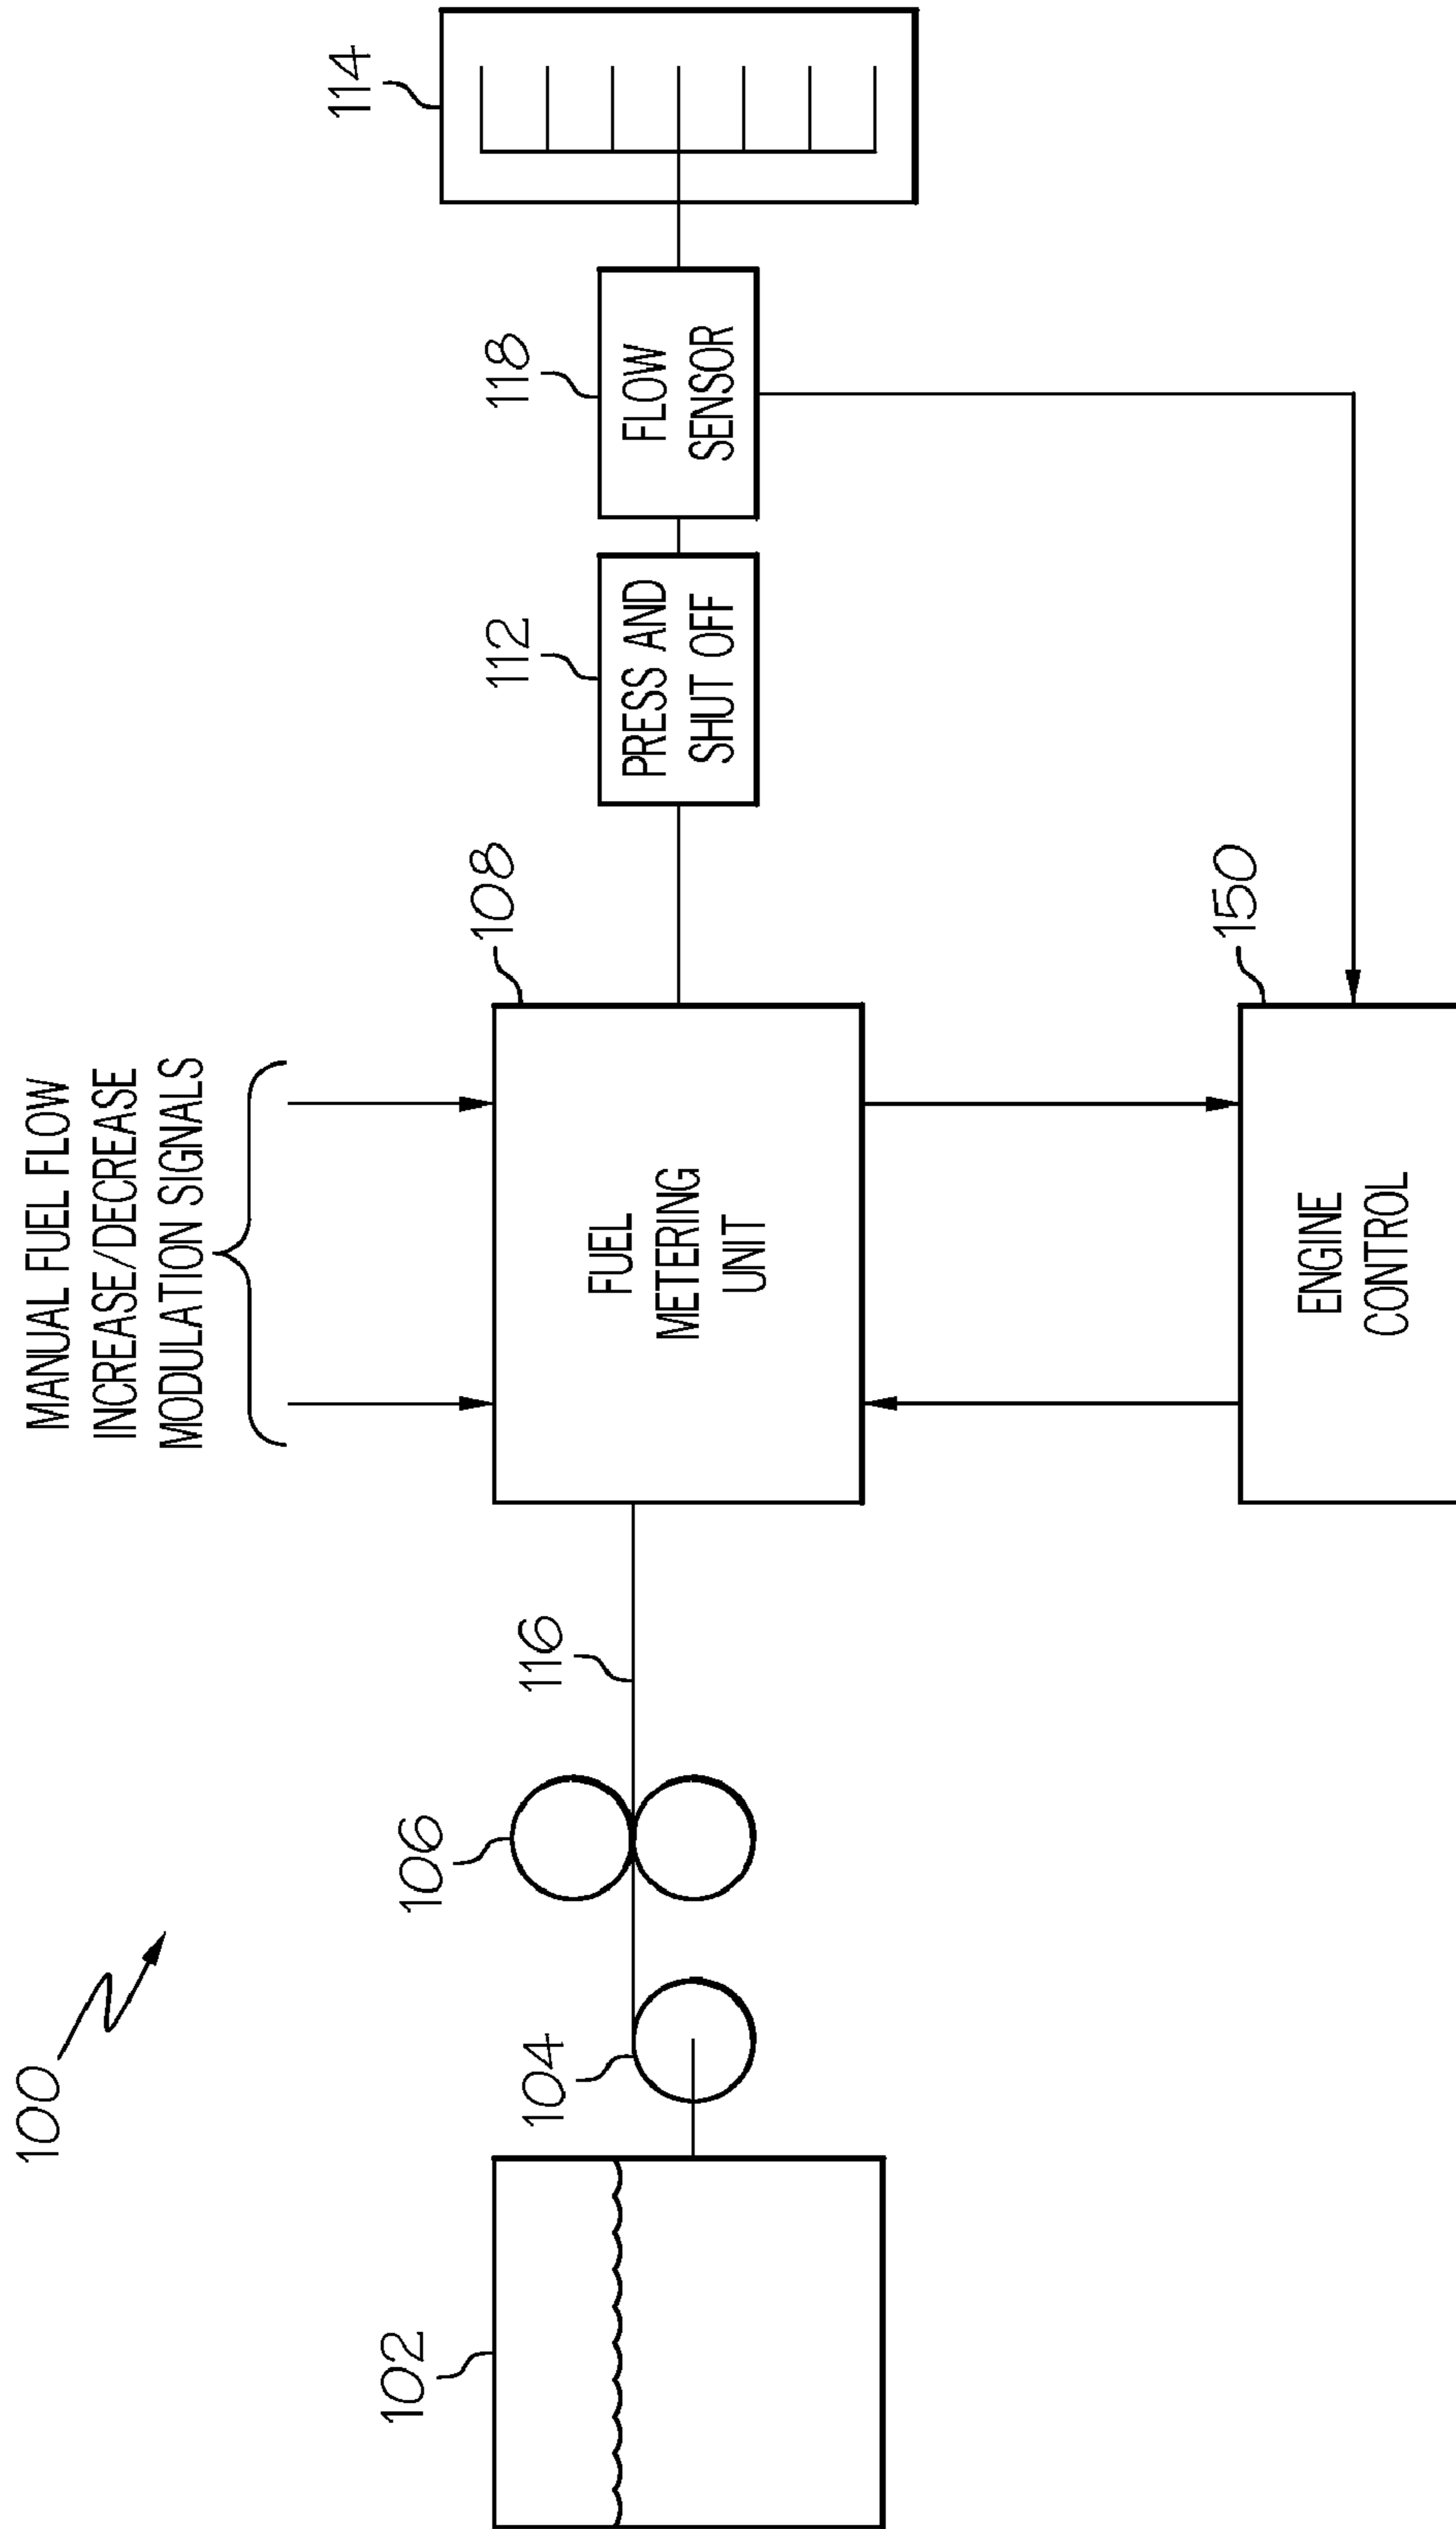 100
MANUAL FUEL FLOW
INCREASE/DECREASE
MODULATION SIGNALS
102
104
106
116
108
112
118
114
FUEL
METERING
UNIT
PRESS AND
SHUT OFF
FLOW
SENSOR
150
ENGINE
CONTROL